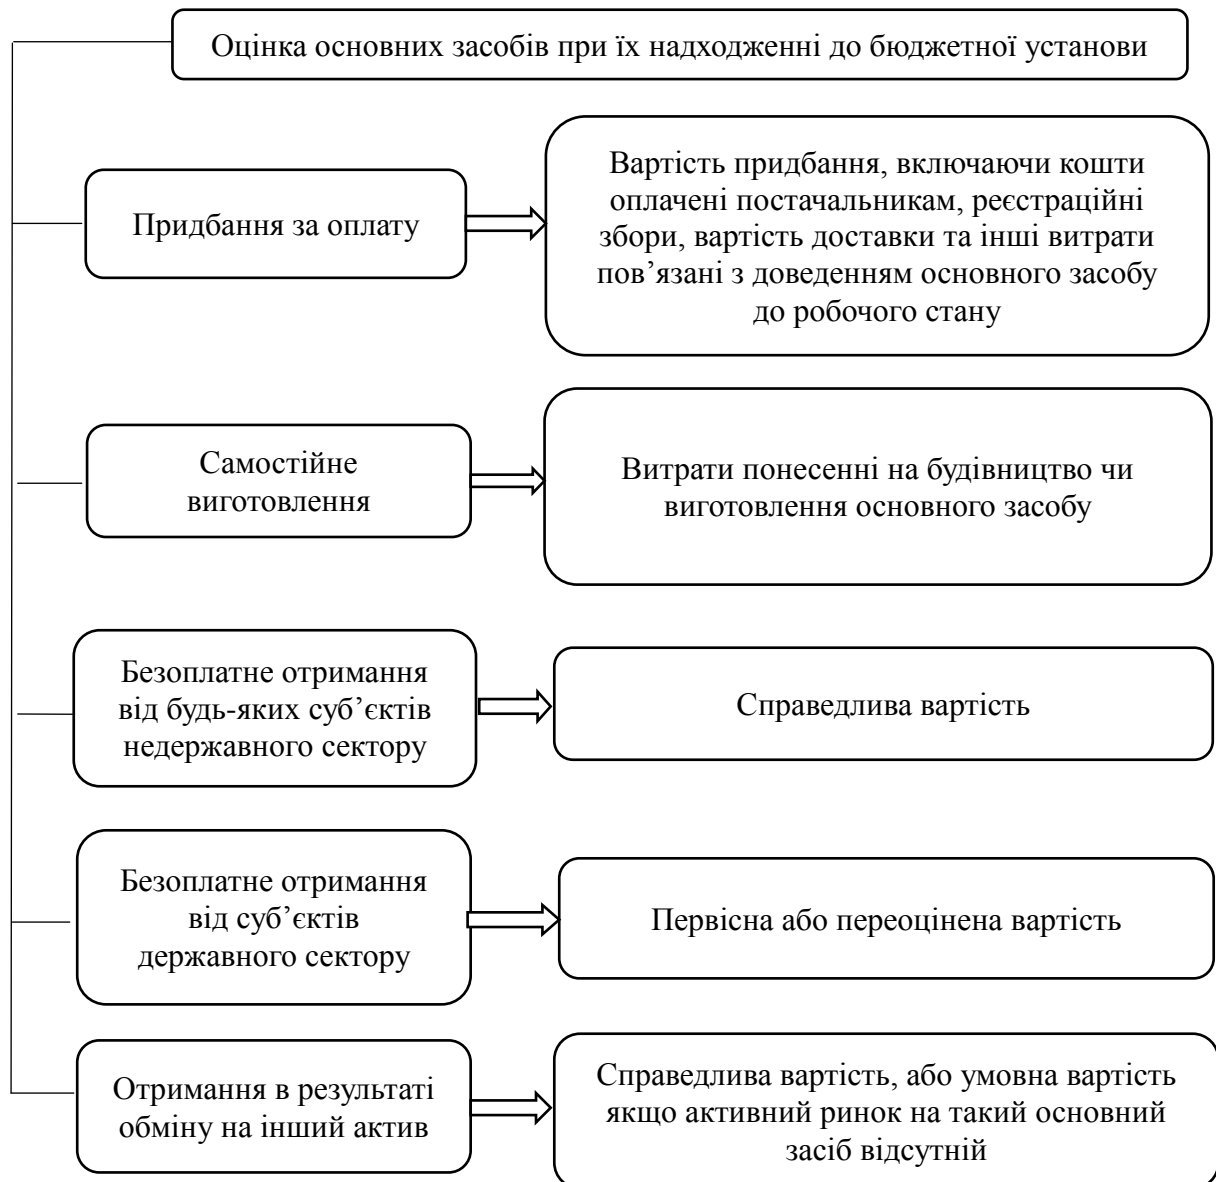 Оцінка основних засобів при їх надходженні до бюджетної установи
Придбання за оплату
Вартість придбання, включаючи кошти
оплачені постачальникам, реєстраційні
збори, вартість доставки та інші витрати
пов’язані з доведенням основного засобу
до робочого стану
Самостійне
виготовлення
Витрати понесенні на будівництво чи
виготовлення основного засобу
Безоплатне отримання
від будь-яких суб’єктів
недержавного сектору
Справедлива вартість
Безоплатне отримання
від суб’єктів
державного сектору
Первісна або переоцінена вартість
Отримання в результаті
обміну на інший актив
Справедлива вартість, або умовна вартість
якщо активний ринок на такий основний
засіб відсутній